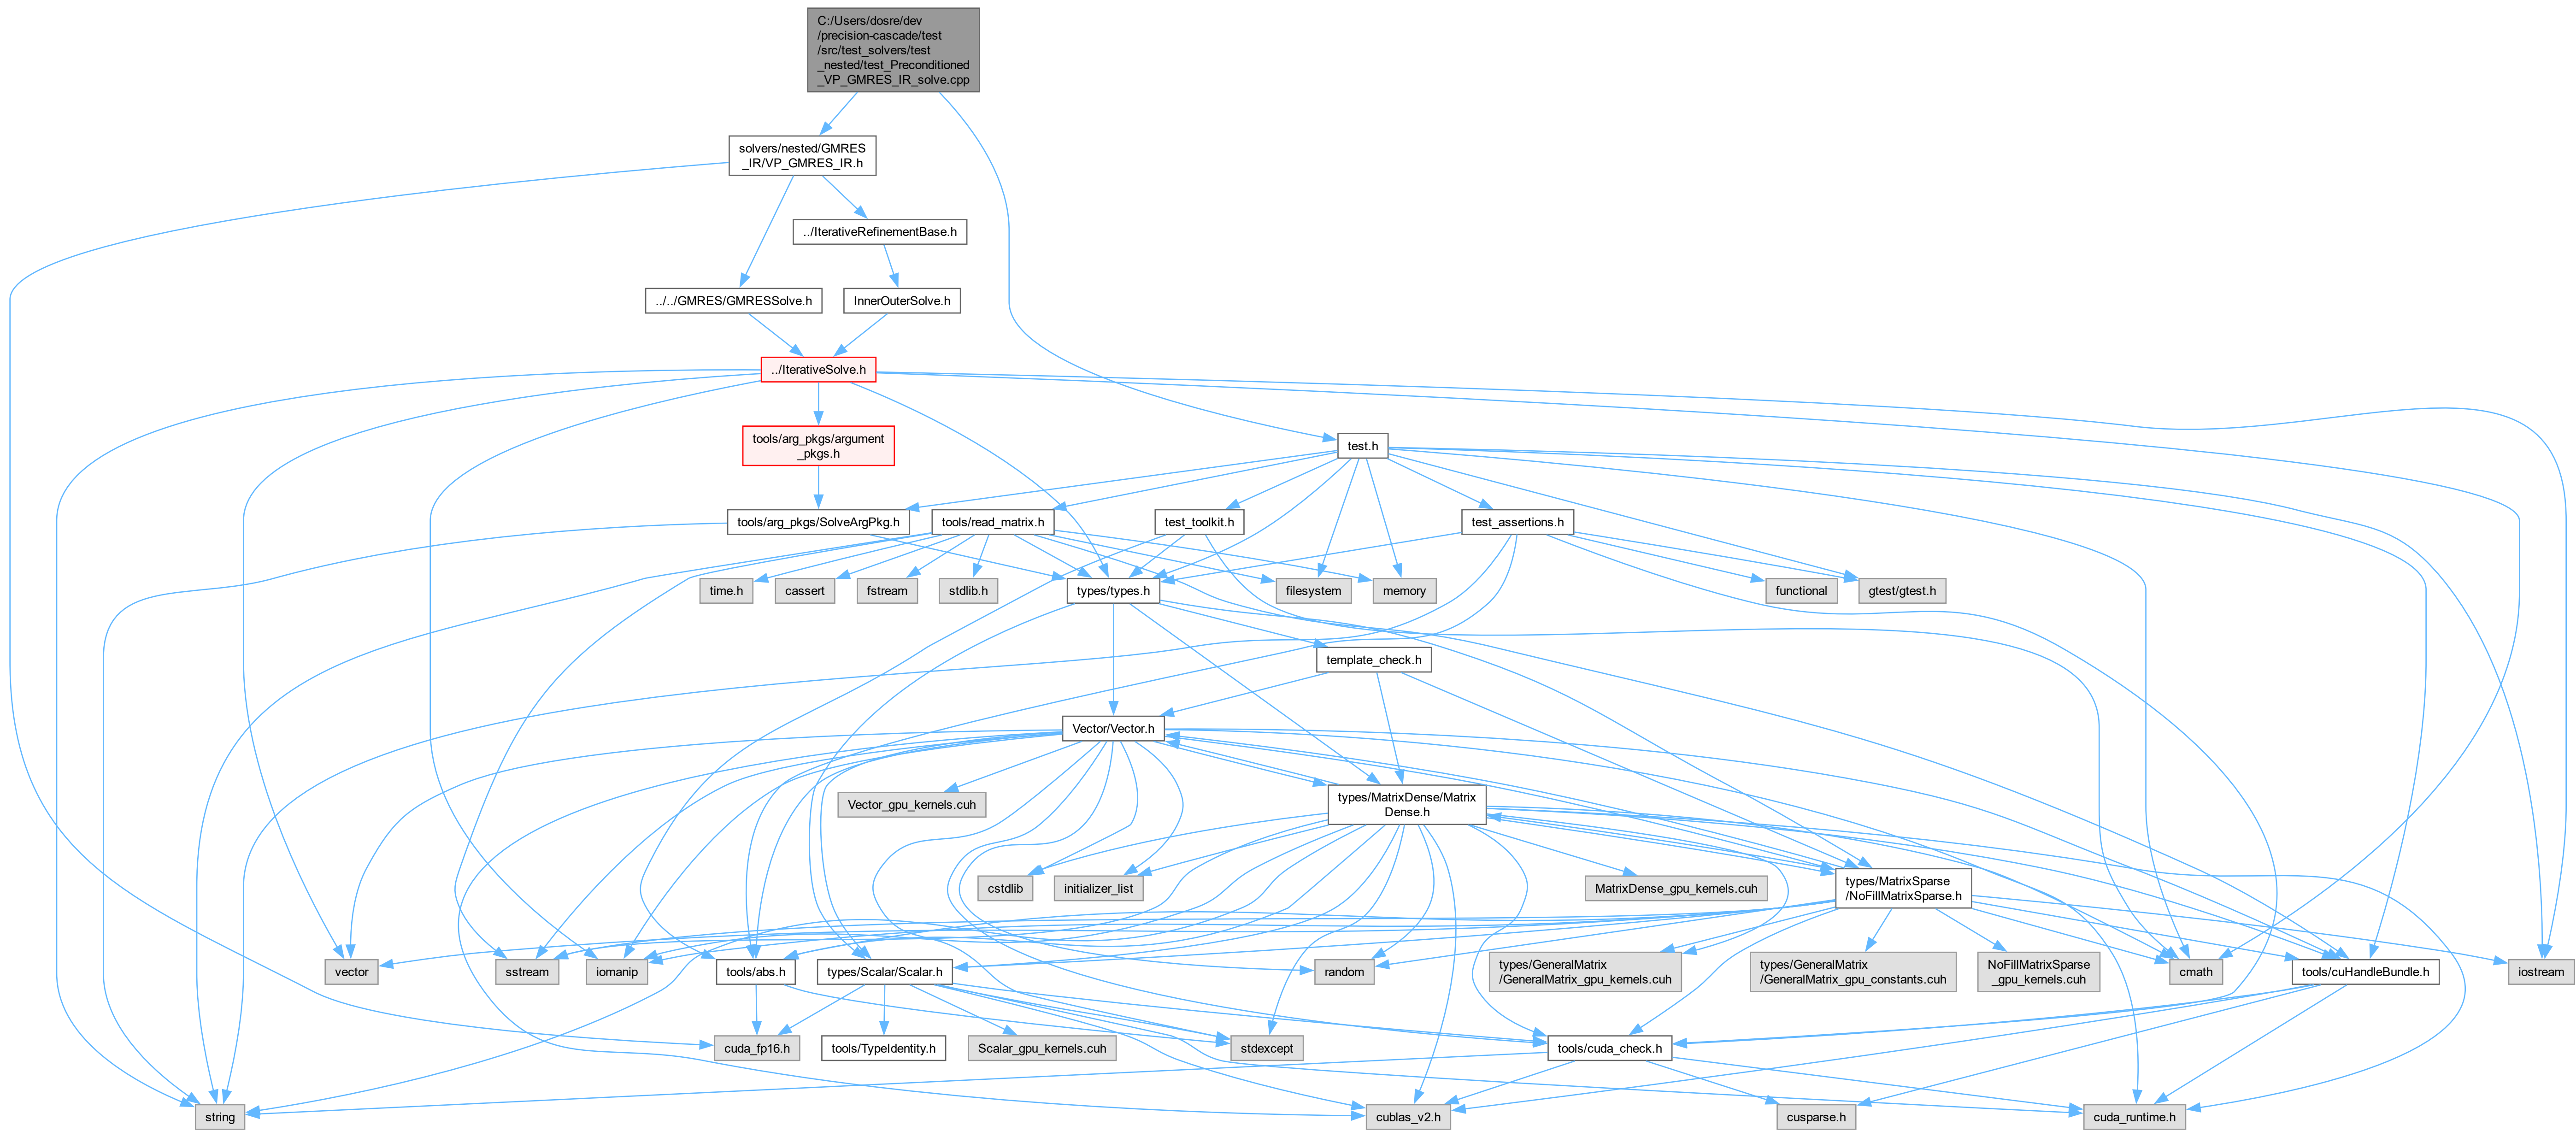 C:/Users/dosre/dev
/precision-cascade/test
/src/test_solvers/test
_nested/test_Preconditioned
_VP_GMRES_IR_solve.cpp
solvers/nested/GMRES
_IR/VP_GMRES_IR.h
../IterativeRefinementBase.h
../../GMRES/GMRESSolve.h
InnerOuterSolve.h
../IterativeSolve.h
tools/arg_pkgs/argument
_pkgs.h
test.h
tools/arg_pkgs/SolveArgPkg.h
tools/read_matrix.h
test_toolkit.h
test_assertions.h
time.h
cassert
fstream
stdlib.h
types/types.h
filesystem
memory
functional
gtest/gtest.h
template_check.h
Vector/Vector.h
Vector_gpu_kernels.cuh
types/MatrixDense/Matrix
Dense.h
cstdlib
initializer_list
MatrixDense_gpu_kernels.cuh
types/MatrixSparse
/NoFillMatrixSparse.h
vector
sstream
iomanip
tools/abs.h
types/Scalar/Scalar.h
random
types/GeneralMatrix
/GeneralMatrix_gpu_kernels.cuh
types/GeneralMatrix
/GeneralMatrix_gpu_constants.cuh
NoFillMatrixSparse
_gpu_kernels.cuh
cmath
tools/cuHandleBundle.h
iostream
cuda_fp16.h
tools/TypeIdentity.h
Scalar_gpu_kernels.cuh
stdexcept
tools/cuda_check.h
string
cublas_v2.h
cusparse.h
cuda_runtime.h